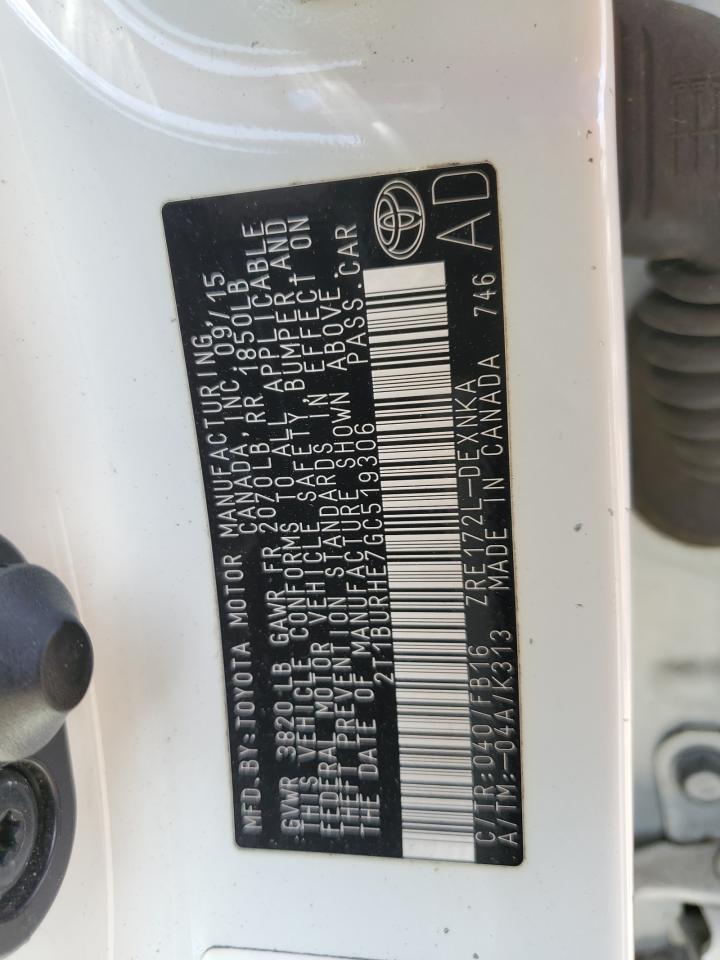 MFD.BY:TOYOTA MOTOR MANUFACTURING,
CANADA, INC. 09/15
GVWR 3820 LB GAWR FR 2070LB, RR 1850LB
THIS VEHICLE CONFORMS TO ALL APPLICABLE
FEDERAL MOTOR VEHICLE SAFETY, BUMPER, AND
THEFT PREVENTION STANDARDS IN EFFECT ON
THE DATE OF MANUFACTURE SHOWN ABOVE.
2T1BURHE7GC519306 PASS.CAR
C/TR:040/FB16 ZRE172L-DEXNKA
A/TM:-04A/K313 MADE IN CANADA 746
AD